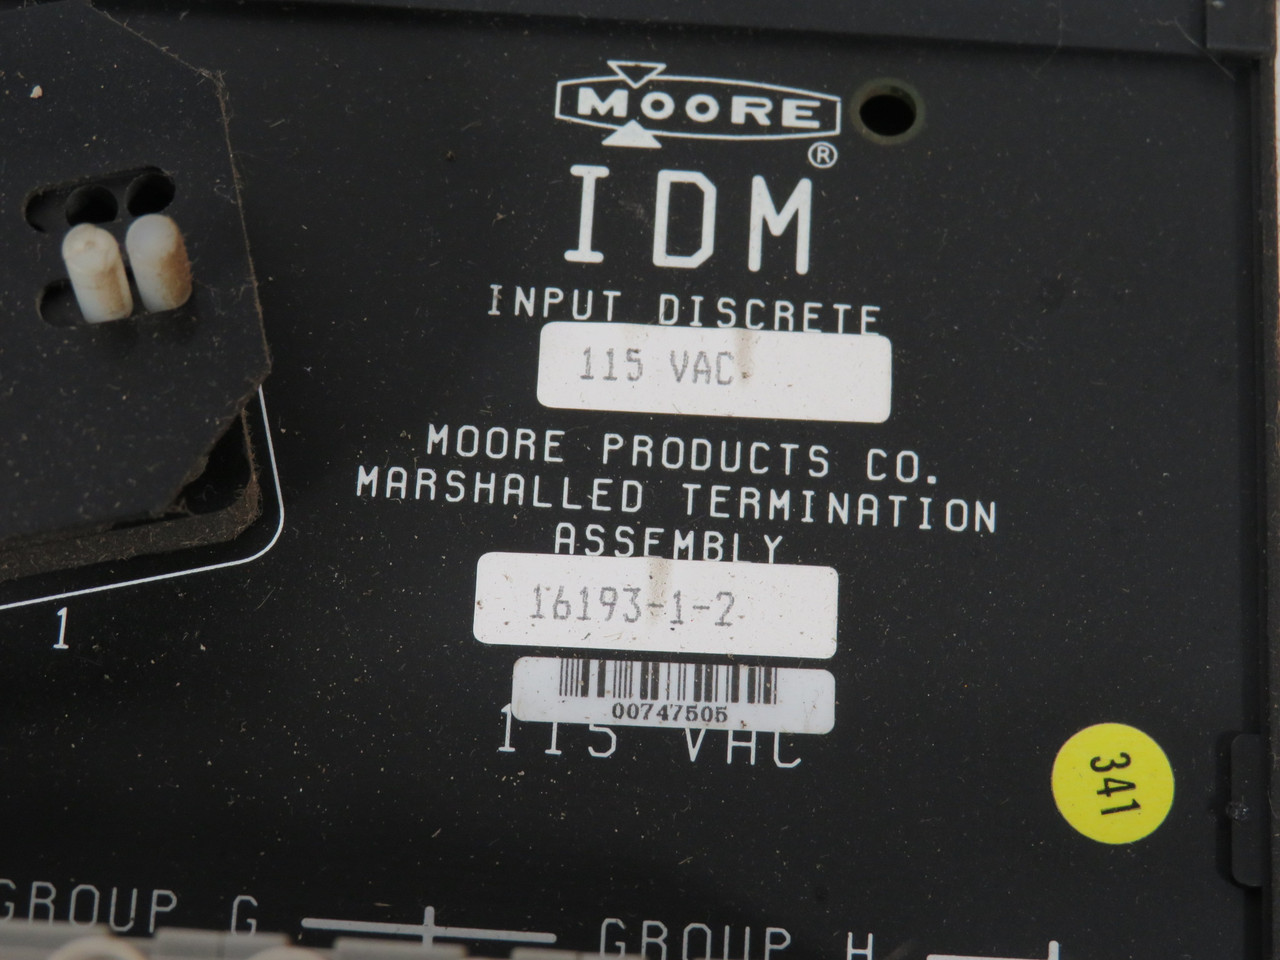 MOORE
®
IDM
INPUT DISCRETE
115 VAC
MOORE PRODUCTS CO.
MARSHALLED TERMINATION
ASSEMBLY
16193-1-2
00747505
115 VAC
1
341
GROUP G
GROUP H